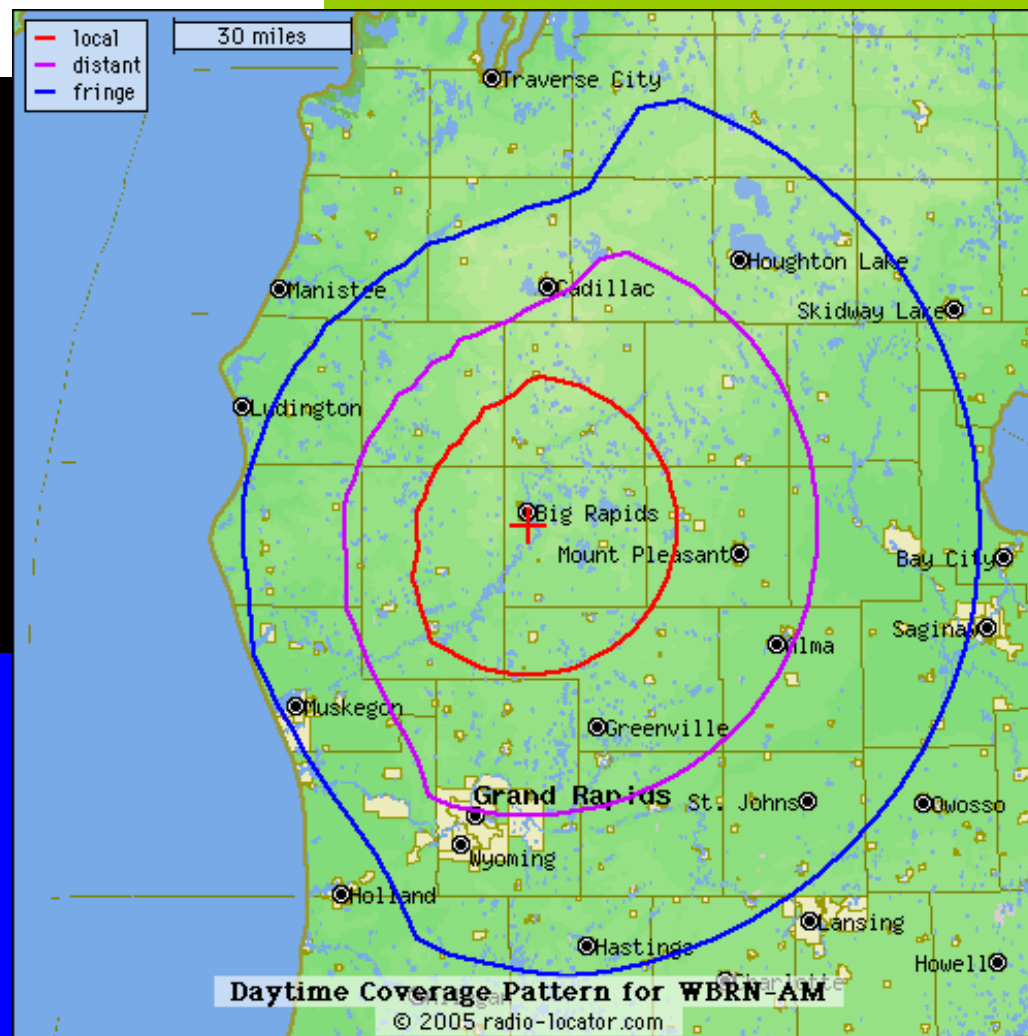 local
30 miles
distant
fringe
Traverse City
Houghton Lake
Manistee
Cadillac
Skidway Lake
Ludington
Big Rapids
Mount Pleasant
Bay City
Saginaw
Alma
Muskegon
Greenville
Grand Rapids
St. Johns
Owosso
Wyoming
Holland
Lansing
Hastings
Howell
Charlotte
Allegan
Daytime Coverage Pattern for WBRN-AM
© 2005 radio-locator.com